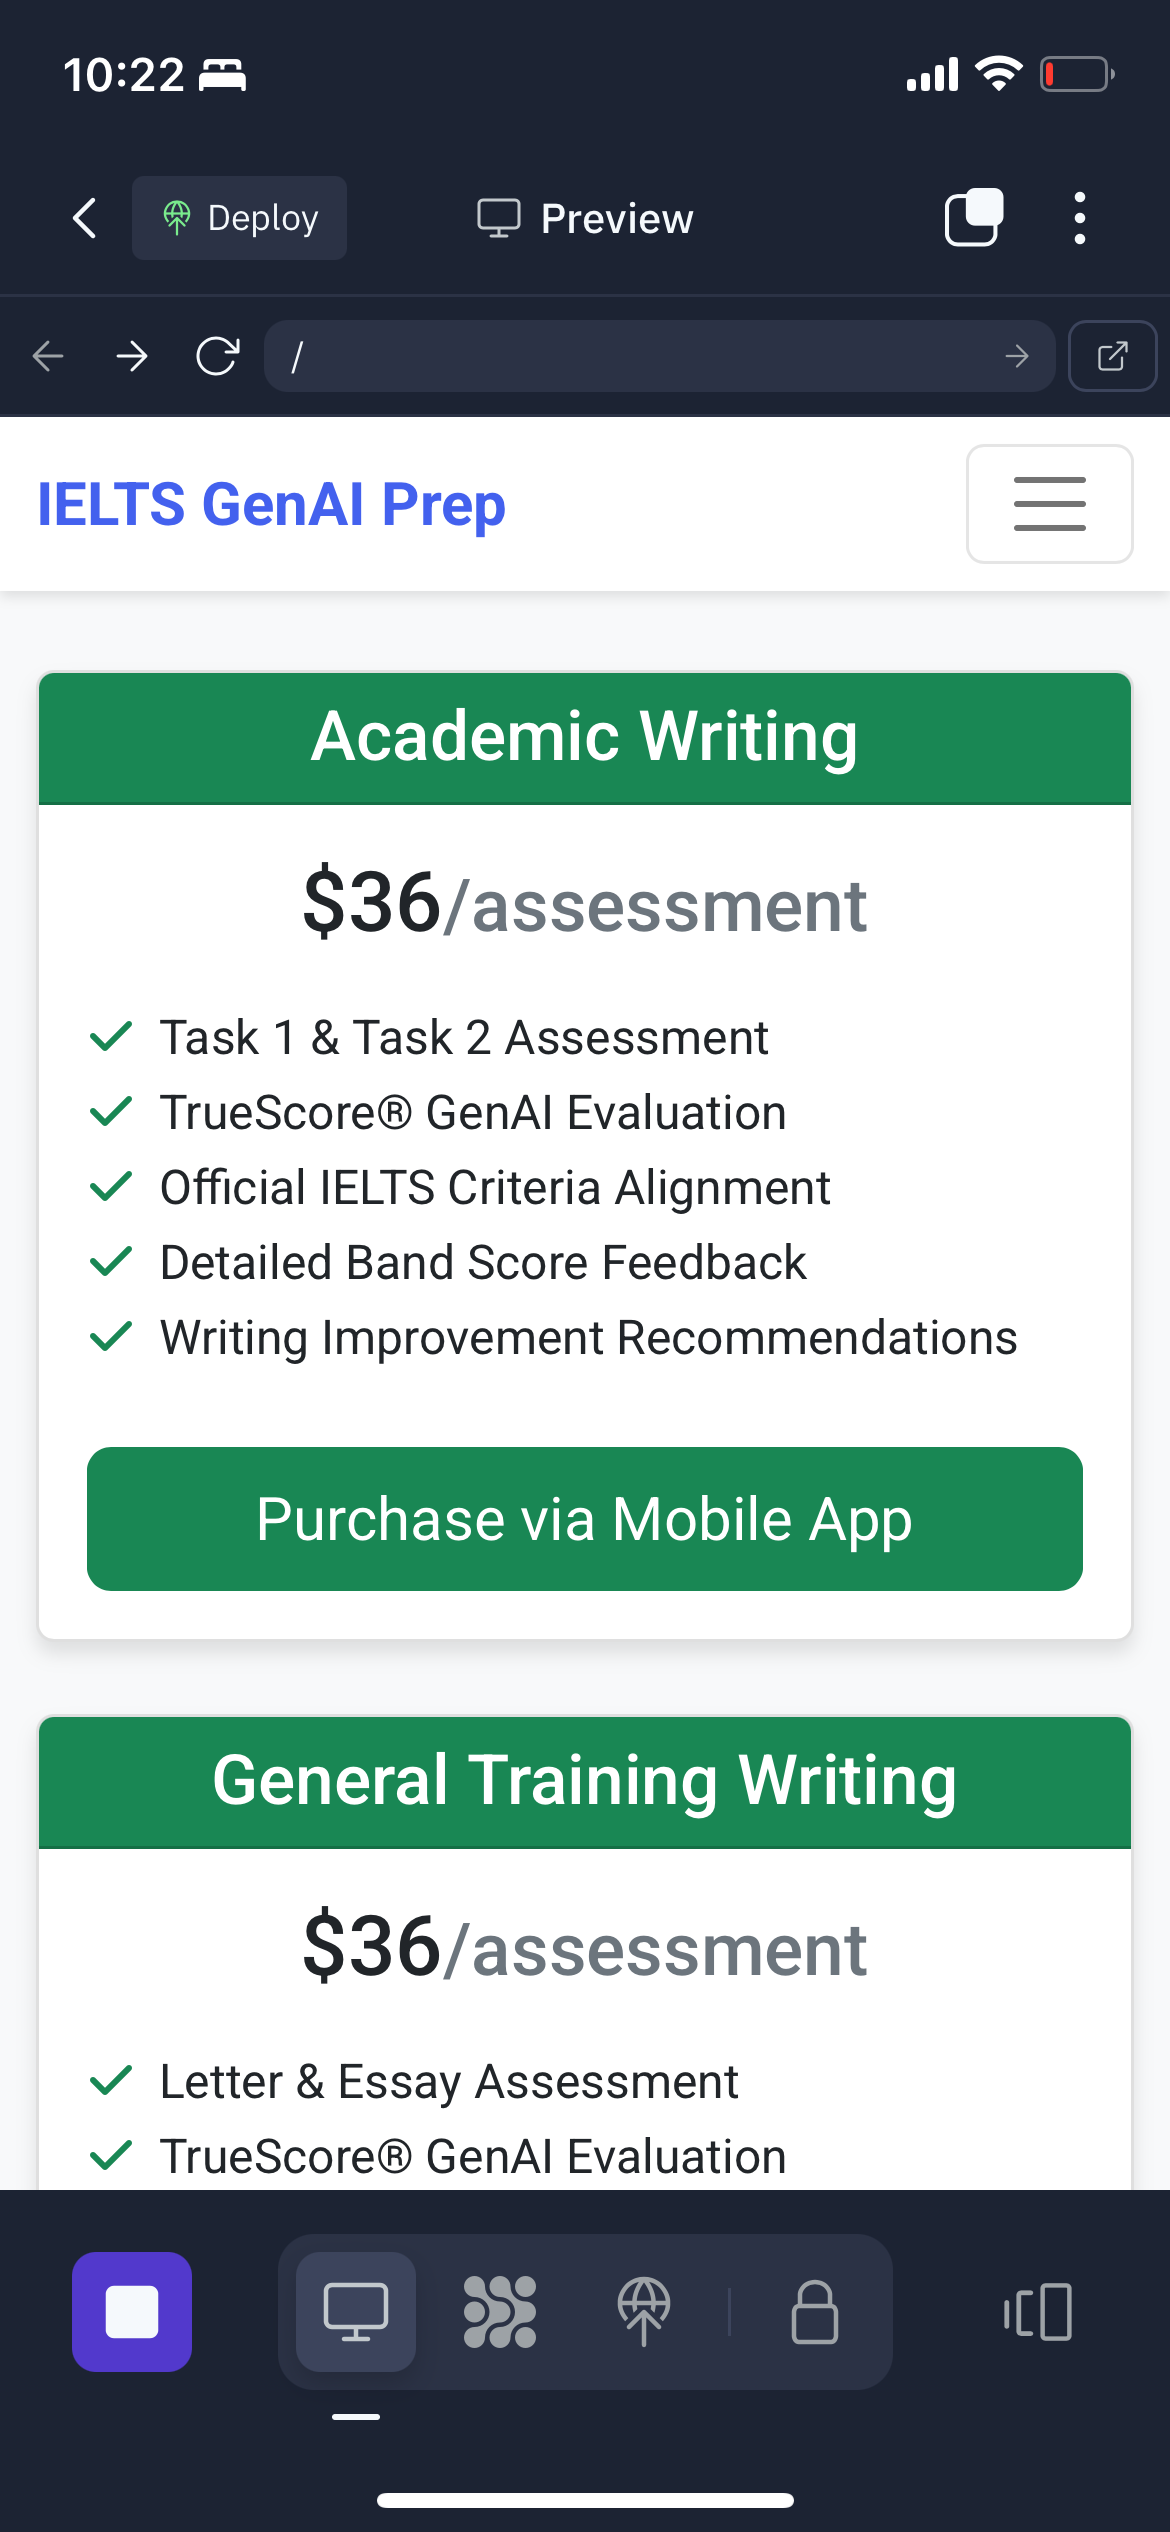 10:22
Deploy
Preview
/
IELTS GenAI Prep
Academic Writing
$36/assessment
Task 1 & Task 2 Assessment
TrueScore® GenAI Evaluation
Official IELTS Criteria Alignment
Detailed Band Score Feedback
Writing Improvement Recommendations
Purchase via Mobile App
General Training Writing
$36/assessment
Letter & Essay Assessment
TrueScore® GenAI Evaluation